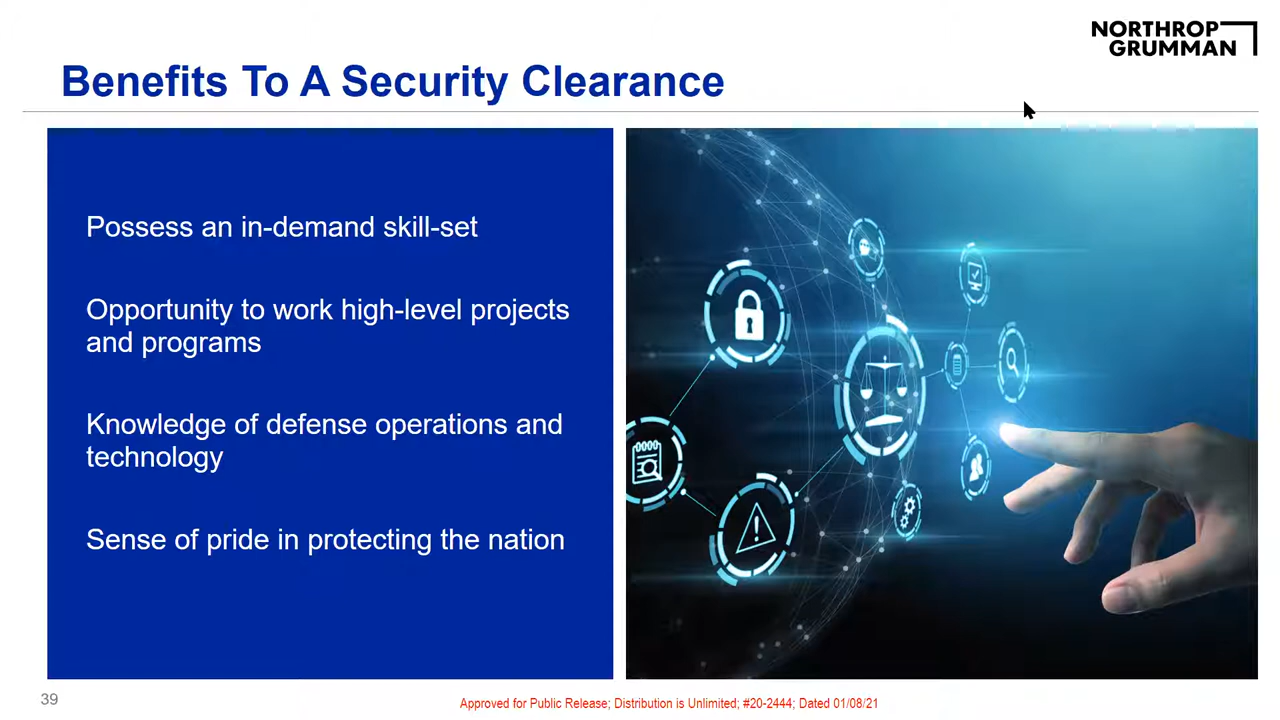 NORTHROP
GRUMMAN
Benefits To A Security Clearance
Possess an in-demand skill-set
Opportunity to work high-level projects
and programs
Knowledge of defense operations and
technology
Sense of pride in protecting the nation
39
Approved for Public Release; Distribution is Unlimited; #20-2444; Dated 01/08/21